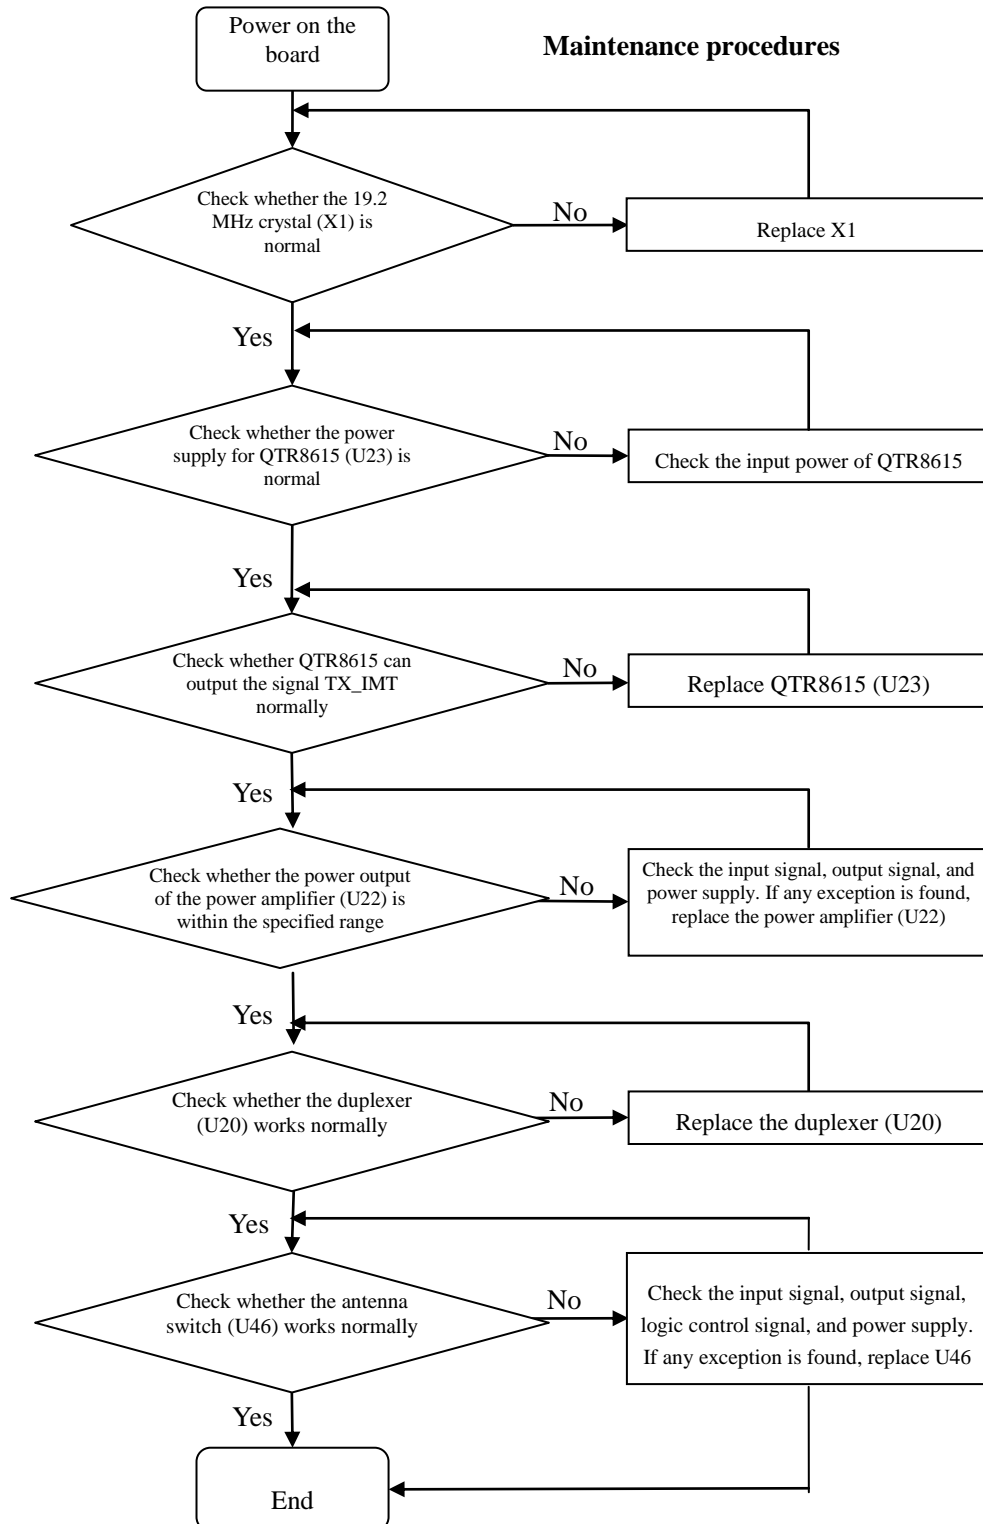 Power on the
board
Maintenance procedures
Check whether the 19.2
MHz crystal (X1) is
normal
No
Replace X1
Yes
Check whether the power
supply for QTR8615 (U23) is
normal
No
Check the input power of QTR8615
Yes
Check whether QTR8615 can
output the signal TX_IMT
normally
No
Replace QTR8615 (U23)
Yes
Check whether the power output
of the power amplifier (U22) is
within the specified range
No
Check the input signal, output signal, and
power supply. If any exception is found,
replace the power amplifier (U22)
Yes
Check whether the duplexer
(U20) works normally
No
Replace the duplexer (U20)
Yes
Check whether the antenna
switch (U46) works normally
No
Check the input signal, output signal,
logic control signal, and power supply.
If any exception is found, replace U46
Yes
End